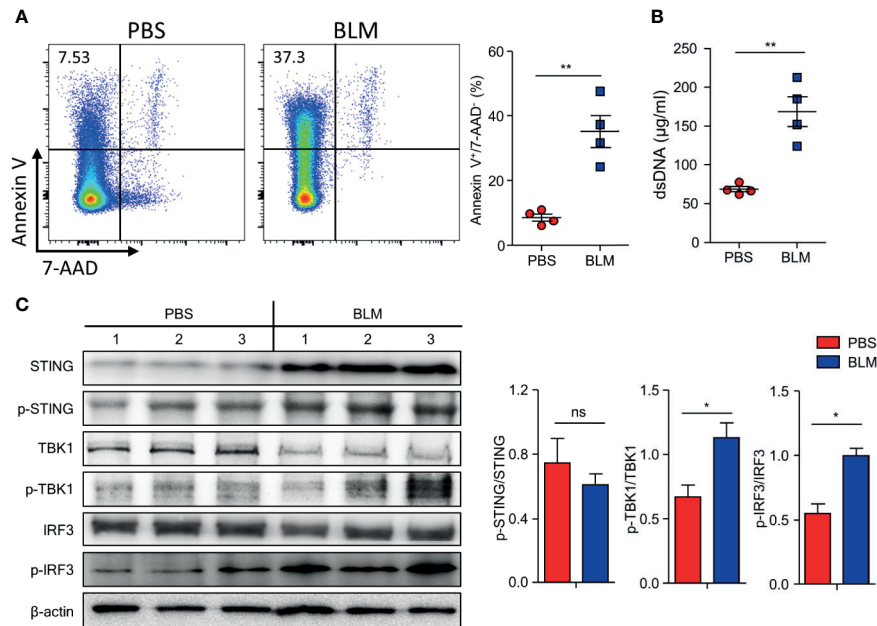 A
PBS
BLM
7.53
37.3
Annexin V
7-AAD
Annexin V⁺/7-AAD⁻ (%)
60
40
20
0
**
PBS
BLM
B
dsDNA (µg/ml)
250
200
150
100
50
0
**
PBS
BLM
C
PBS
BLM
1 2 3 1 2 3
STING
p-STING
TBK1
p-TBK1
IRF3
p-IRF3
β-actin
PBS
BLM
p-STING/STING
1.2
0.8
0.4
0.0
ns
p-TBK1/TBK1
1.5
1.0
0.5
0.0
*
p-IRF3/IRF3
1.5
1.0
0.5
0.0
*